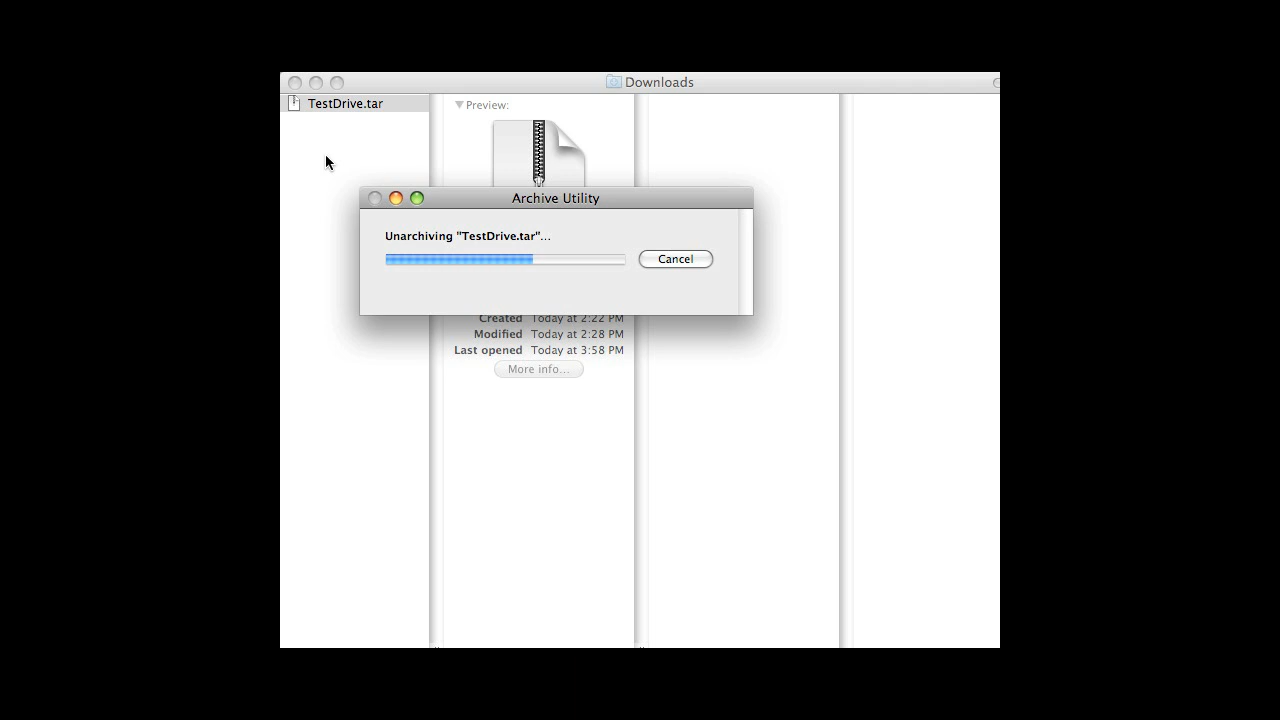 Downloads
TestDrive.tar
Preview:
Archive Utility
Unarchiving "TestDrive.tar"...
Cancel
Created Today at 2:22 PM
Modified Today at 2:28 PM
Last opened Today at 3:58 PM
More info...